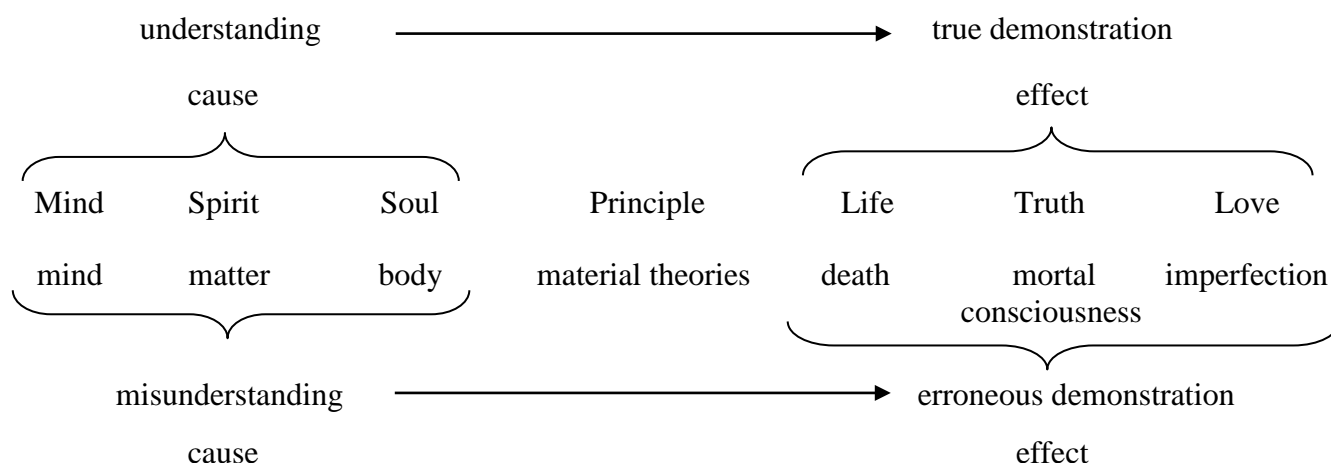 understanding true demonstration
cause effect
Mind Spirit Soul Principle Life Truth Love
mind matter body material theories death mortal imperfection
consciousness
misunderstanding erroneous demonstration
cause effect